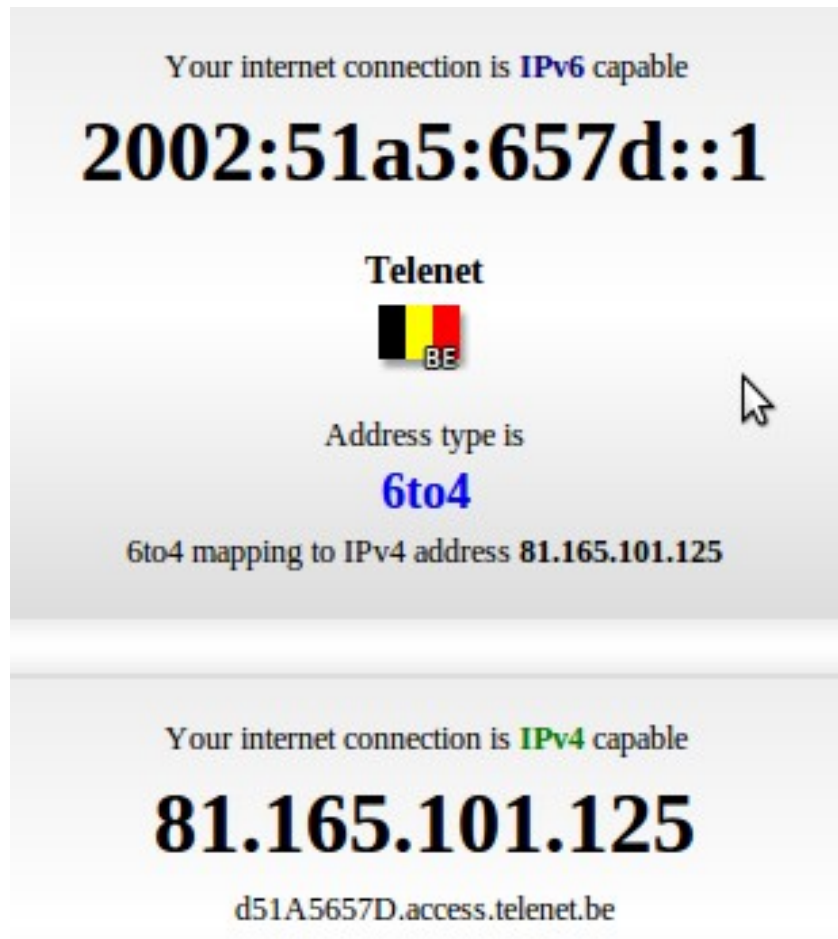 Your internet connection is IPv6 capable
2002:51a5:657d::1
Telenet
BE
Address type is
6to4
6to4 mapping to IPv4 address 81.165.101.125
Your internet connection is IPv4 capable
81.165.101.125
d51A5657D.access.telenet.be